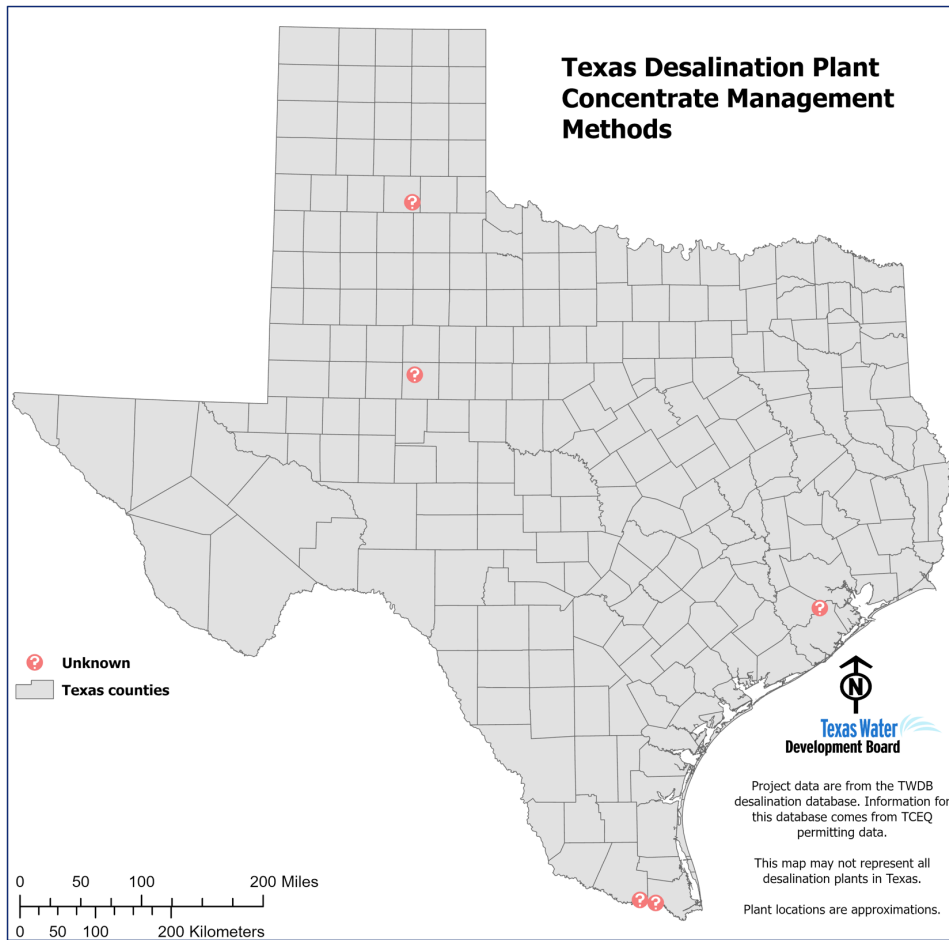 Texas Desalination Plant
Concentrate Management
Methods
?
?
?
? Unknown
Texas counties
N
Texas Water
Development Board
Project data are from the TWDB
desalination database. Information for
this database comes from TCEQ
permitting data.
This map may not represent all
desalination plants in Texas.
Plant locations are approximations.
0 50 100 200 Miles
0 50 100 200 Kilometers
? ?